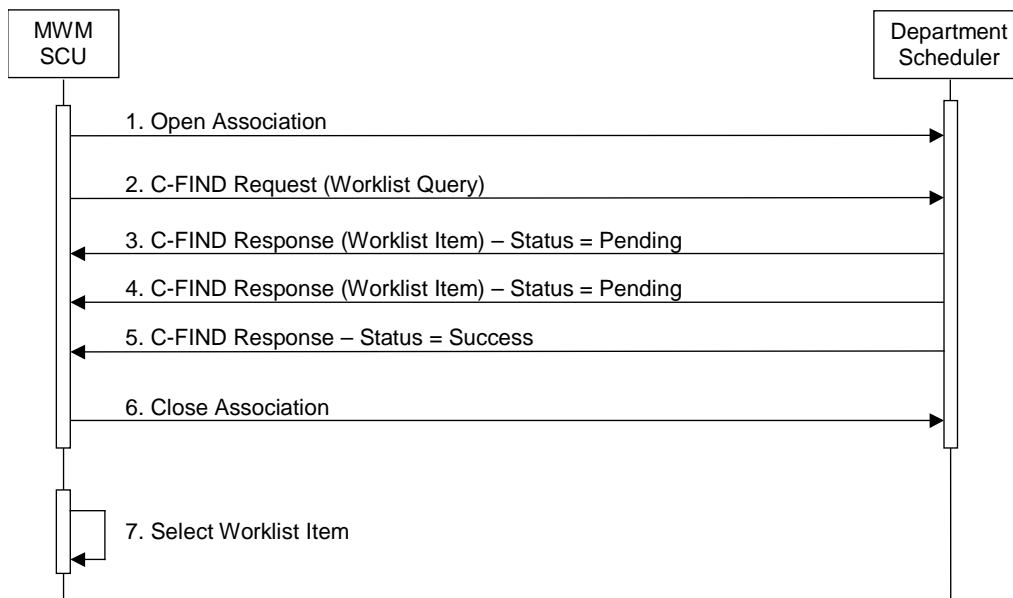 MWM
SCU
Department
Scheduler
1. Open Association
2. C-FIND Request (Worklist Query)
3. C-FIND Response (Worklist Item) – Status = Pending
4. C-FIND Response (Worklist Item) – Status = Pending
5. C-FIND Response – Status = Success
6. Close Association
7. Select Worklist Item